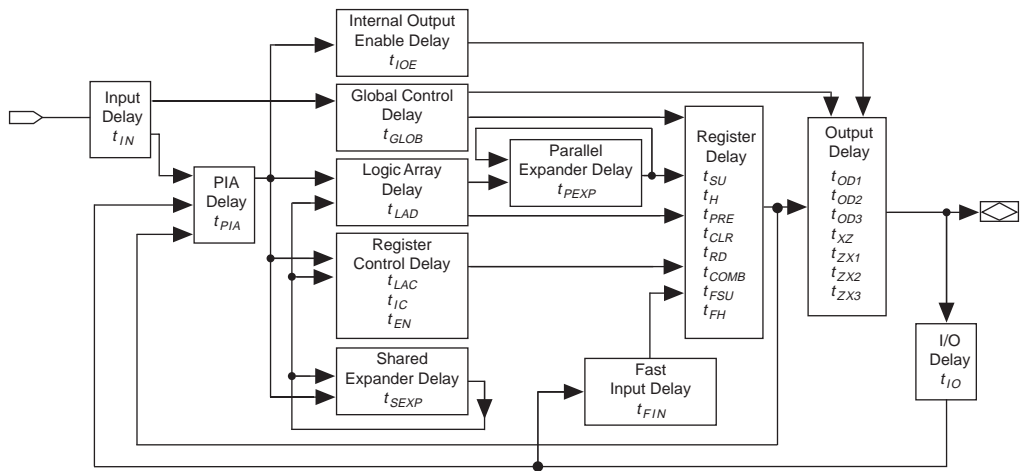 Internal Output
Enable Delay
tIOE
Input
Delay
tIN
Global Control
Delay
tGLOB
Register
Delay
tSU
tH
tPRE
tCLR
tRD
tCOMB
tFSU
tFH
Output
Delay
tOD1
tOD2
tOD3
tXZ
tZX1
tZX2
tZX3
Parallel
Expander Delay
tPEXP
PIA
Delay
tPIA
Logic Array
Delay
tLAD
Register
Control Delay
tLAC
tIC
tEN
I/O
Delay
tIO
Shared
Expander Delay
tSEXP
Fast
Input Delay
tFIN